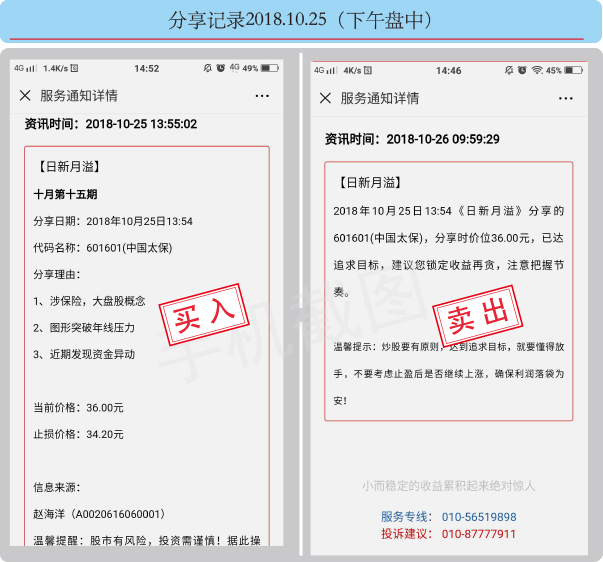 分享记录2018.10.25（下午盘中）
4G 1.4K/s 14:52 4G 49%
服务通知详情
资讯时间：2018-10-25 13:55:02
【日新月溢】
十月第十五期
分享日期：2018年10月25日13:54
代码名称：601601(中国太保)
分享理由：
1、涉保险，大盘股概念
2、图形突破年线压力
3、近期发现资金异动
买入
当前价格：36.00元
止损价格：34.20元
信息来源：
赵海洋（A0020616060001）
温馨提醒：股市有风险，投资需谨慎！据此操
4G 4K/s 14:46 45%
服务通知详情
资讯时间：2018-10-26 09:59:29
【日新月溢】
2018年10月25日13:54《日新月溢》分享的
601601(中国太保)，分享时价位36.00元，已达
追求目标，建议您锁定收益再贪，注意把握节
奏。
卖出
温馨提示：炒股要有原则，达到追求目标，就要懂得放
手，不要考虑止盈后是否继续上涨，确保利润落袋为
安！
小而稳定的收益累积起来绝对惊人
服务专线： 010-56519898
投诉建议： 010-87777911
手机截图